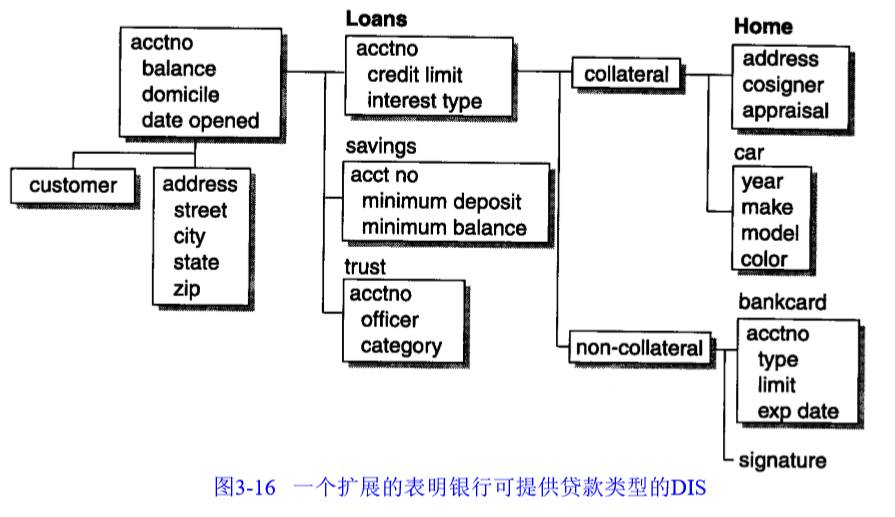 acctno
balance
domicile
date opened
customer
address
street
city
state
zip
Loans
acctno
credit limit
interest type
savings
acct no
minimum deposit
minimum balance
trust
acctno
officer
category
collateral
non-collateral
Home
address
cosigner
appraisal
car
year
make
model
color
bankcard
acctno
type
limit
exp date
signature
图3-16 一个扩展的表明银行可提供贷款类型的DIS